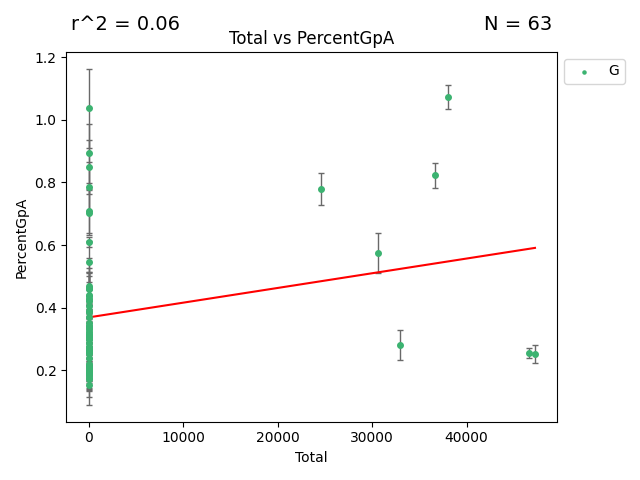 r^2 = 0.06
N = 63
Total vs PercentGpA
G
PercentGpA
1.2
1.0
0.8
0.6
0.4
0.2
0
10000
20000
30000
40000
Total